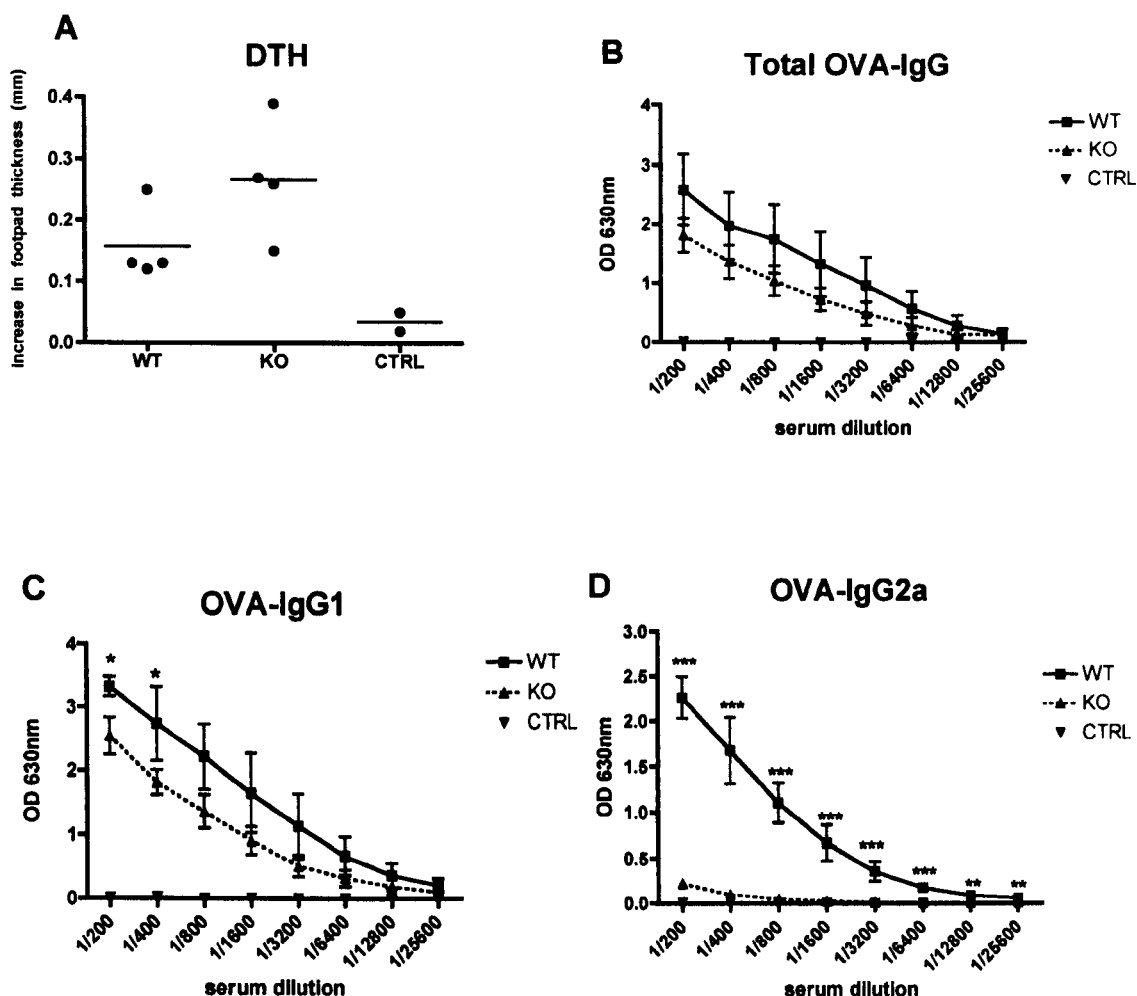 A
DTH
Increase in footpad thickness (mm)
0.4
0.3
0.2
0.1
0.0
WT
KO
CTRL
B
Total OVA-IgG
OD 630nm
4
3
2
1
0
1/200
1/400
1/800
1/1600
1/3200
1/6400
1/12800
1/25600
serum dilution
WT
KO
CTRL
C
OVA-IgG1
OD 630nm
4
3
2
1
0
*
*
1/200
1/400
1/800
1/1600
1/3200
1/6400
1/12800
1/25600
serum dilution
WT
KO
CTRL
D
OVA-IgG2a
OD 630nm
3.0
2.5
2.0
1.5
1.0
0.5
0.0
***
***
***
***
***
***
**
**
1/200
1/400
1/800
1/1600
1/3200
1/6400
1/12800
1/25600
serum dilution
WT
KO
CTRL